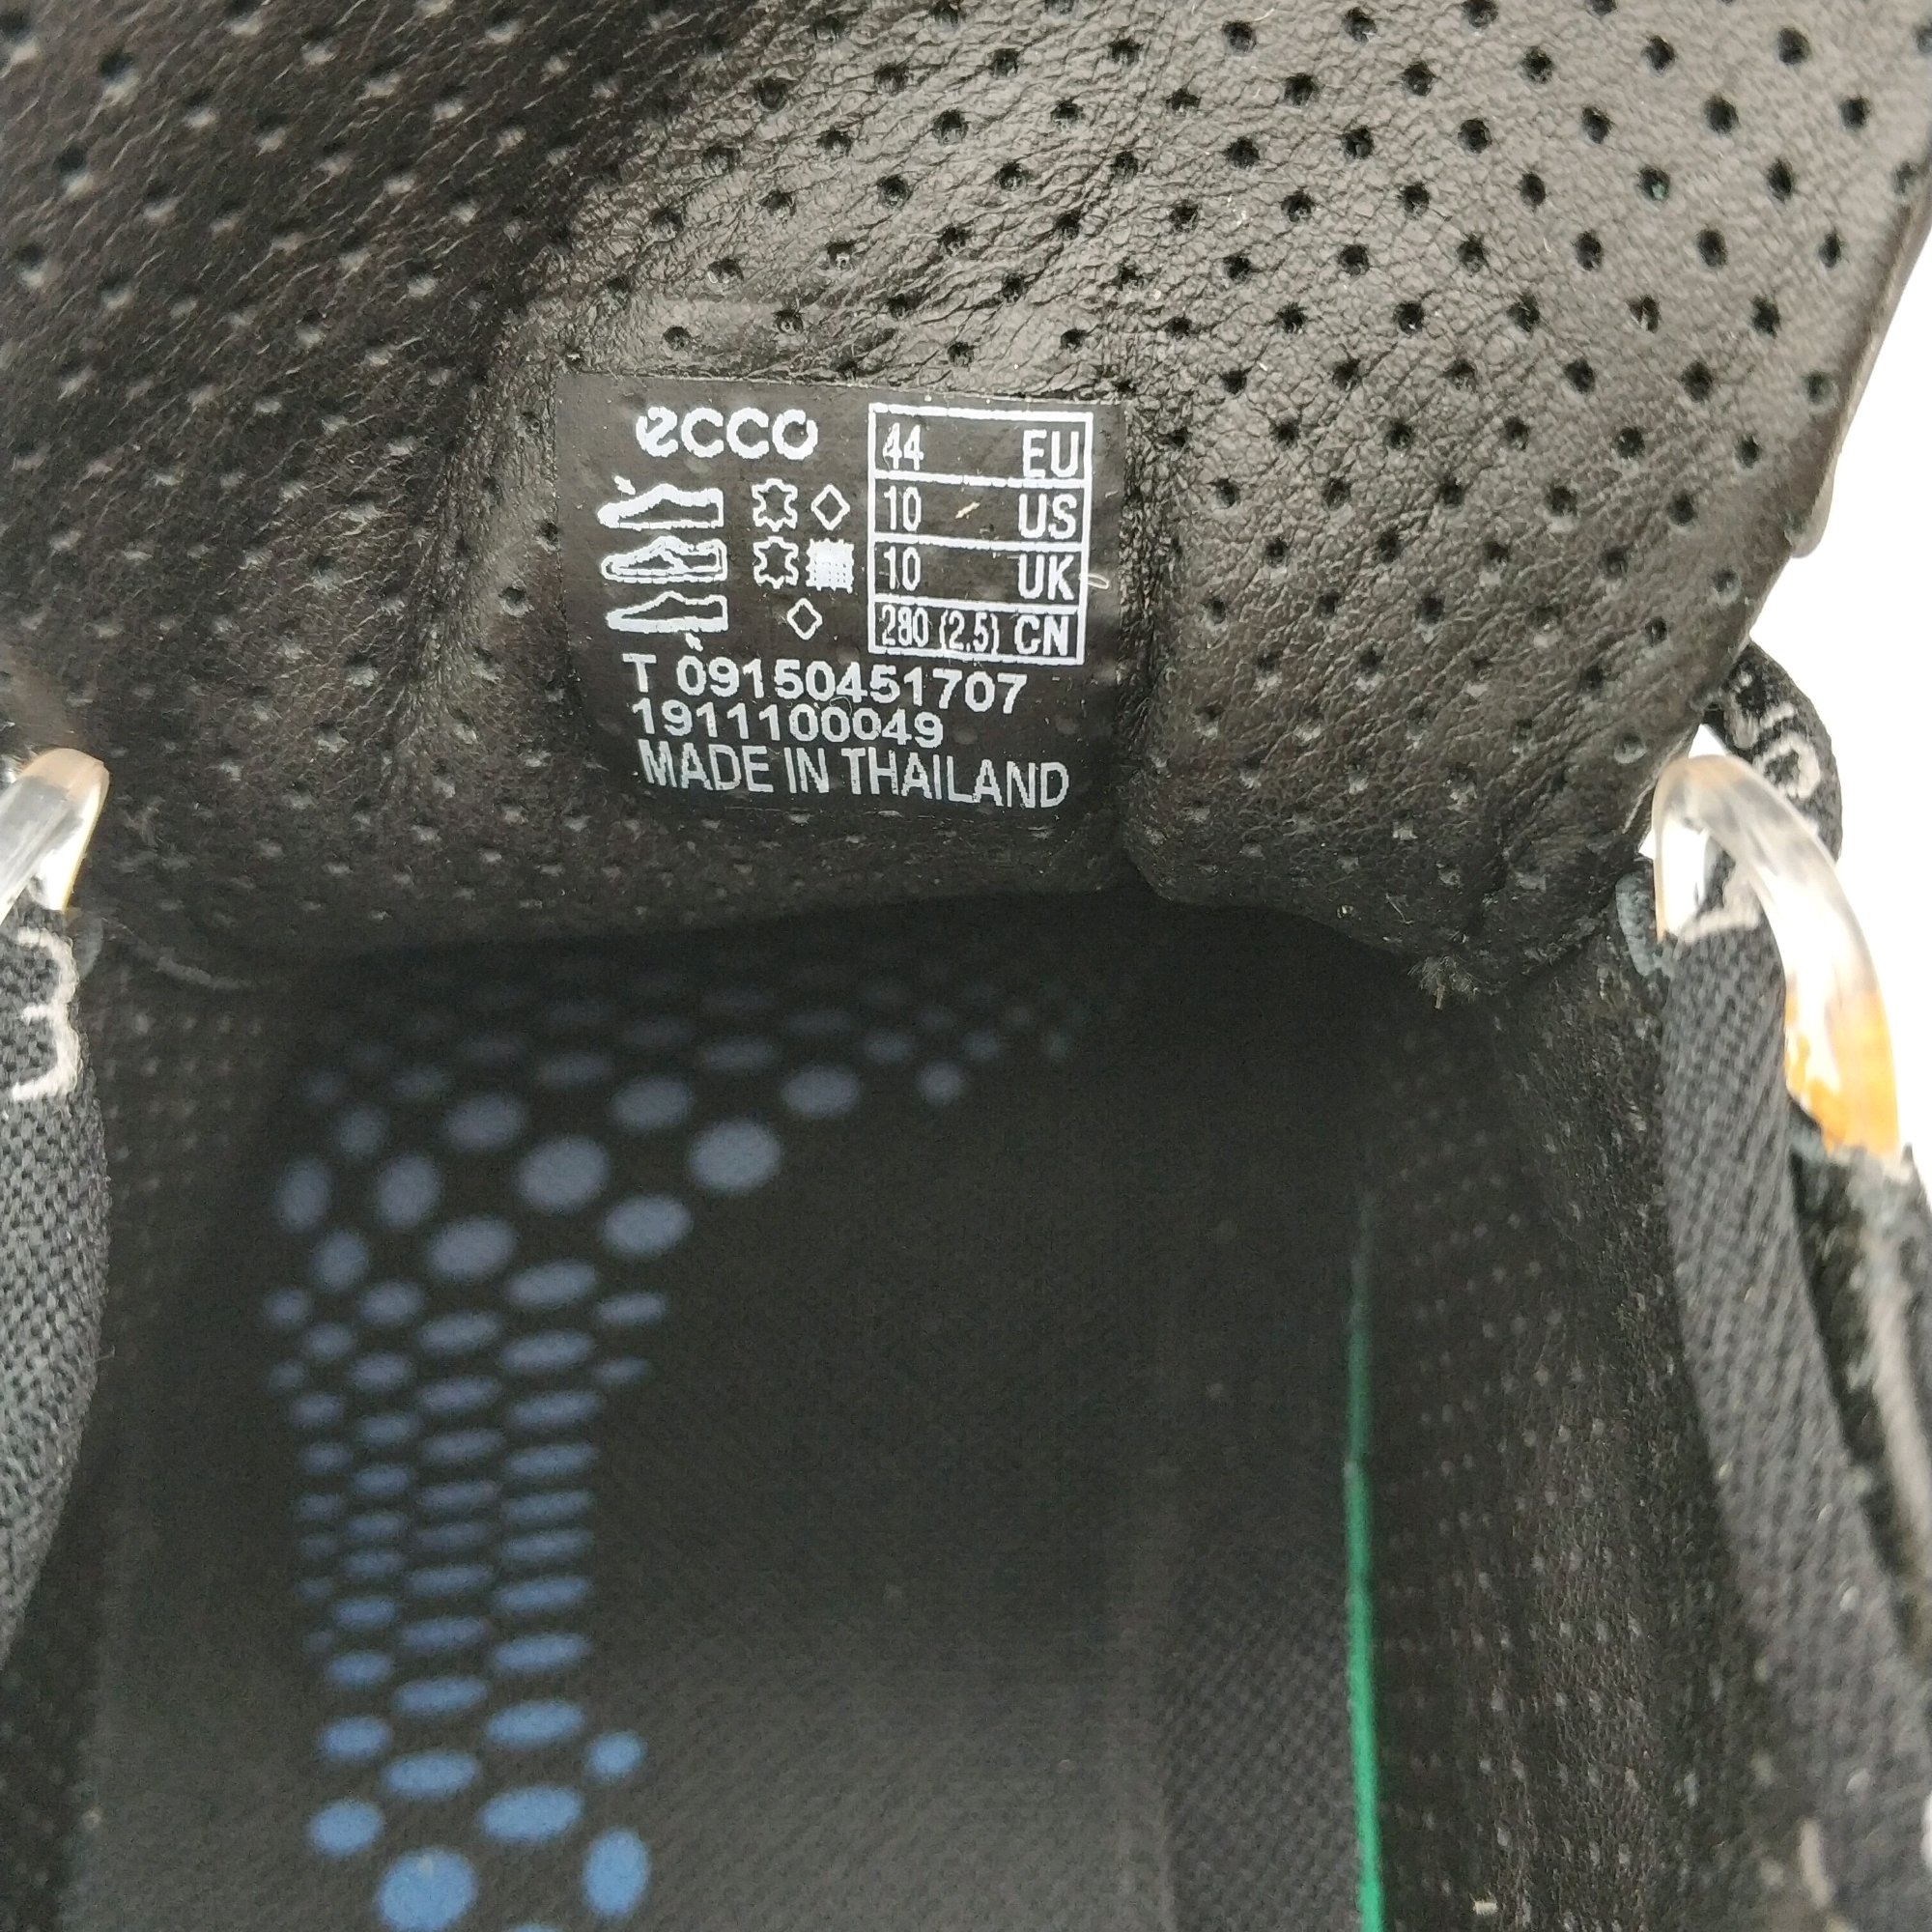 ecco
44 EU
10 US
10 UK
280 (2.5) CN
T 09150451707
1911100049
MADE IN THAILAND